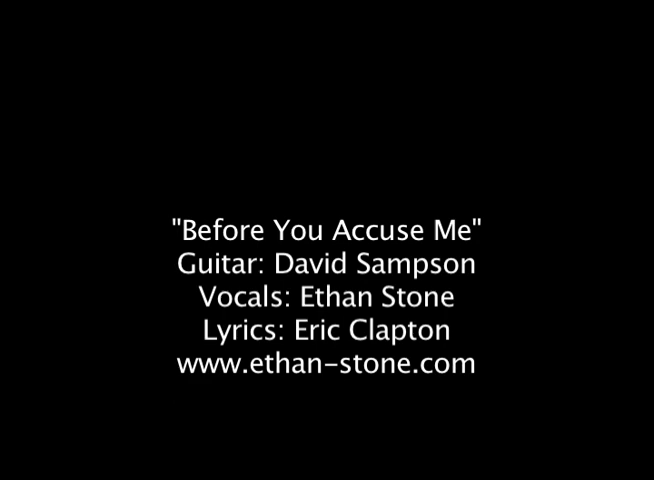 "Before You Accuse Me"
Guitar: David Sampson
Vocals: Ethan Stone
Lyrics: Eric Clapton
www.ethan-stone.com